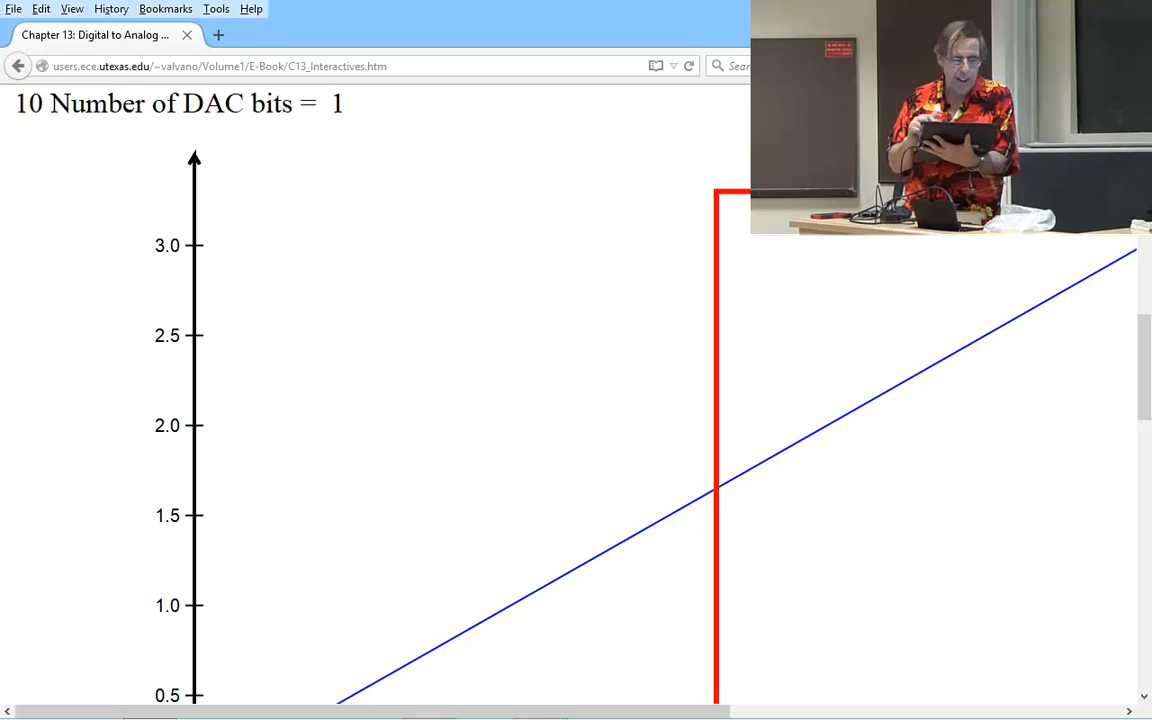 File Edit View History Bookmarks Tools Help
Chapter 13: Digital to Analog ...
users.ece.utexas.edu/~valvano/Volume1/E-Book/C13_Interactives.htm
Sear
10 Number of DAC bits = 1
3.0
2.5
2.0
1.5
1.0
0.5